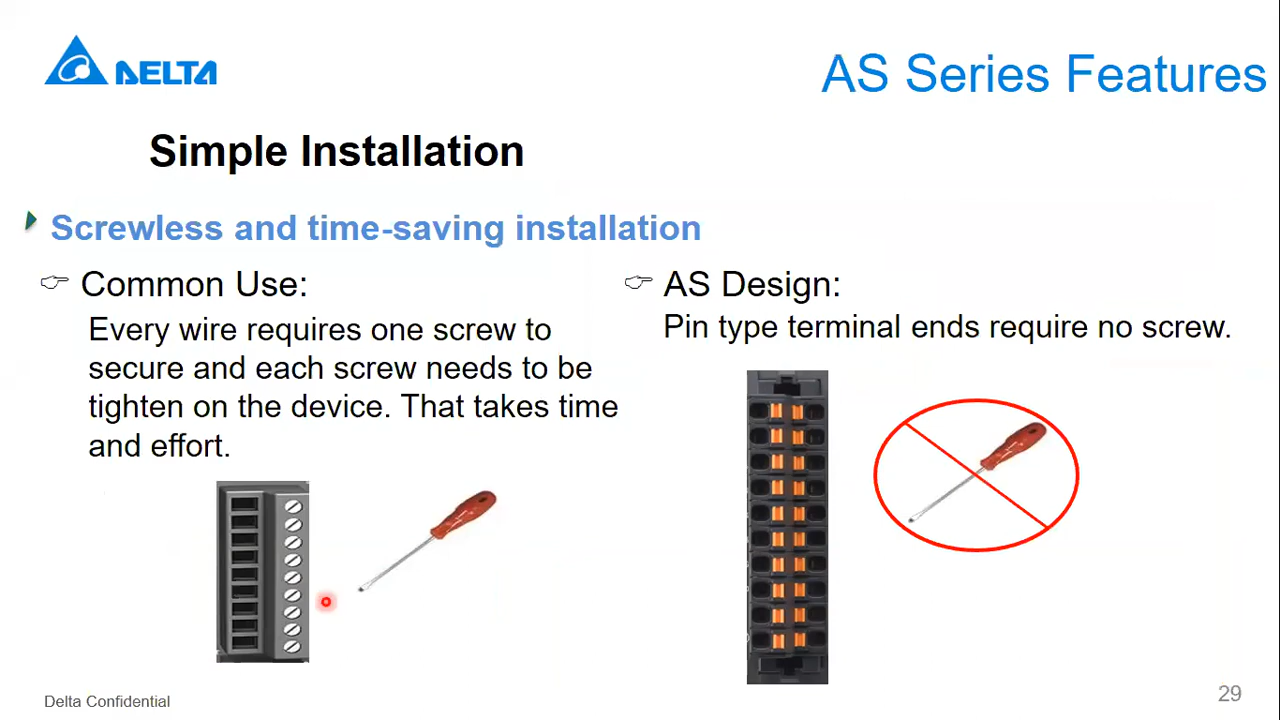 DELTA
AS Series Features
Simple Installation
Screwless and time-saving installation
Common Use:
Every wire requires one screw to
secure and each screw needs to be
tighten on the device. That takes time
and effort.
AS Design:
Pin type terminal ends require no screw.
Delta Confidential
29